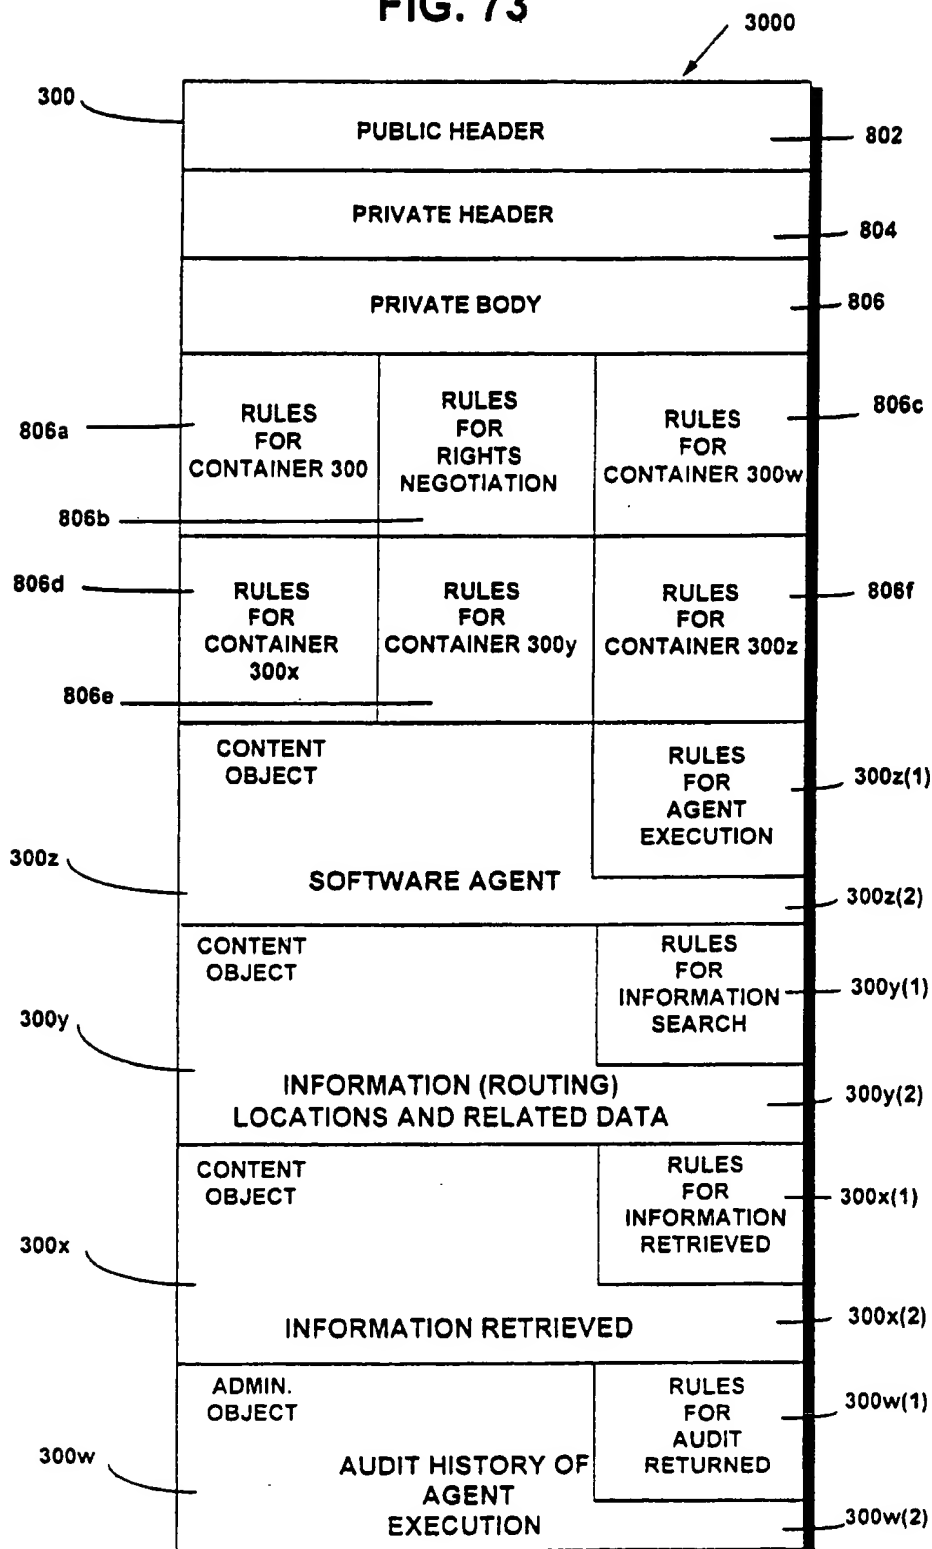 FIG. 73
3000
300
PUBLIC HEADER
802
PRIVATE HEADER
804
PRIVATE BODY
806
806a
RULES
FOR
CONTAINER 300
RULES
FOR
RIGHTS
NEGOTIATION
806b
RULES
FOR
CONTAINER 300w
806c
806d
RULES
FOR
CONTAINER
300x
RULES
FOR
CONTAINER 300y
806e
RULES
FOR
CONTAINER 300z
806f
CONTENT
OBJECT
RULES
FOR
AGENT
EXECUTION
300z(1)
300z
SOFTWARE AGENT
300z(2)
CONTENT
OBJECT
RULES
FOR
INFORMATION
SEARCH
300y(1)
300y
INFORMATION (ROUTING)
LOCATIONS AND RELATED DATA
300y(2)
CONTENT
OBJECT
RULES
FOR
INFORMATION
RETRIEVED
300x(1)
300x
INFORMATION RETRIEVED
300x(2)
ADMIN.
OBJECT
RULES
FOR
AUDIT
RETURNED
300w(1)
300w
AUDIT HISTORY OF
AGENT
EXECUTION
300w(2)